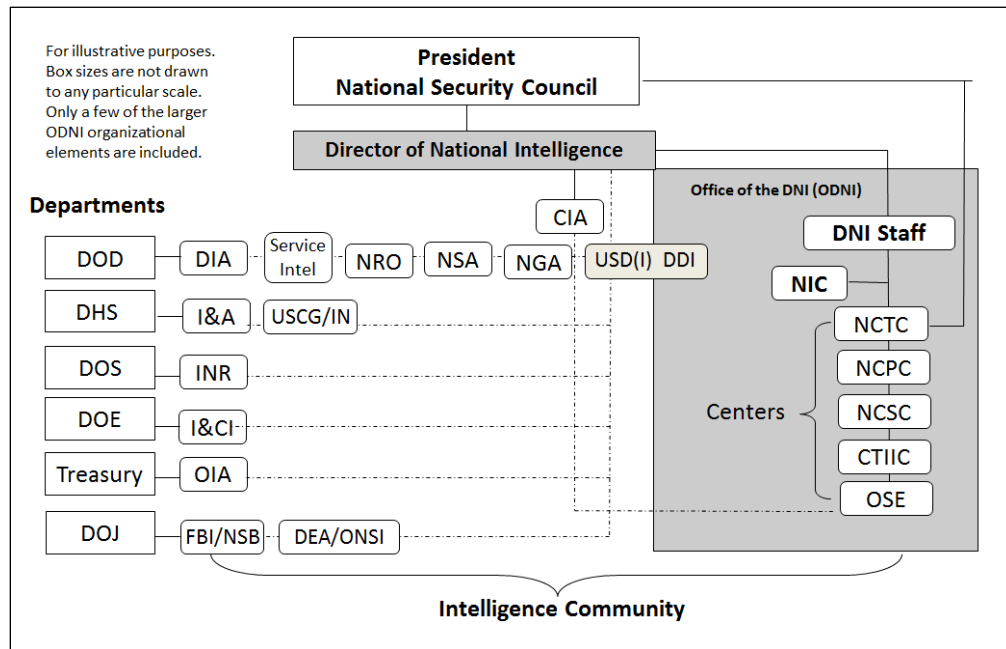 For illustrative purposes.
Box sizes are not drawn
to any particular scale.
Only a few of the larger
ODNI organizational
elements are included.
President
National Security Council
Director of National Intelligence
Office of the DNI (ODNI)
Departments
CIA
DNI Staff
DOD
DIA
Service
Intel
NRO
NSA
NGA
USD(I) DDI
NIC
DHS
I&A
USCG/IN
NCTC
DOS
INR
NCPC
DOE
I&CI
Centers
NCSC
Treasury
OIA
CTIIC
OSE
DOJ
FBI/NSB
DEA/ONSI
Intelligence Community